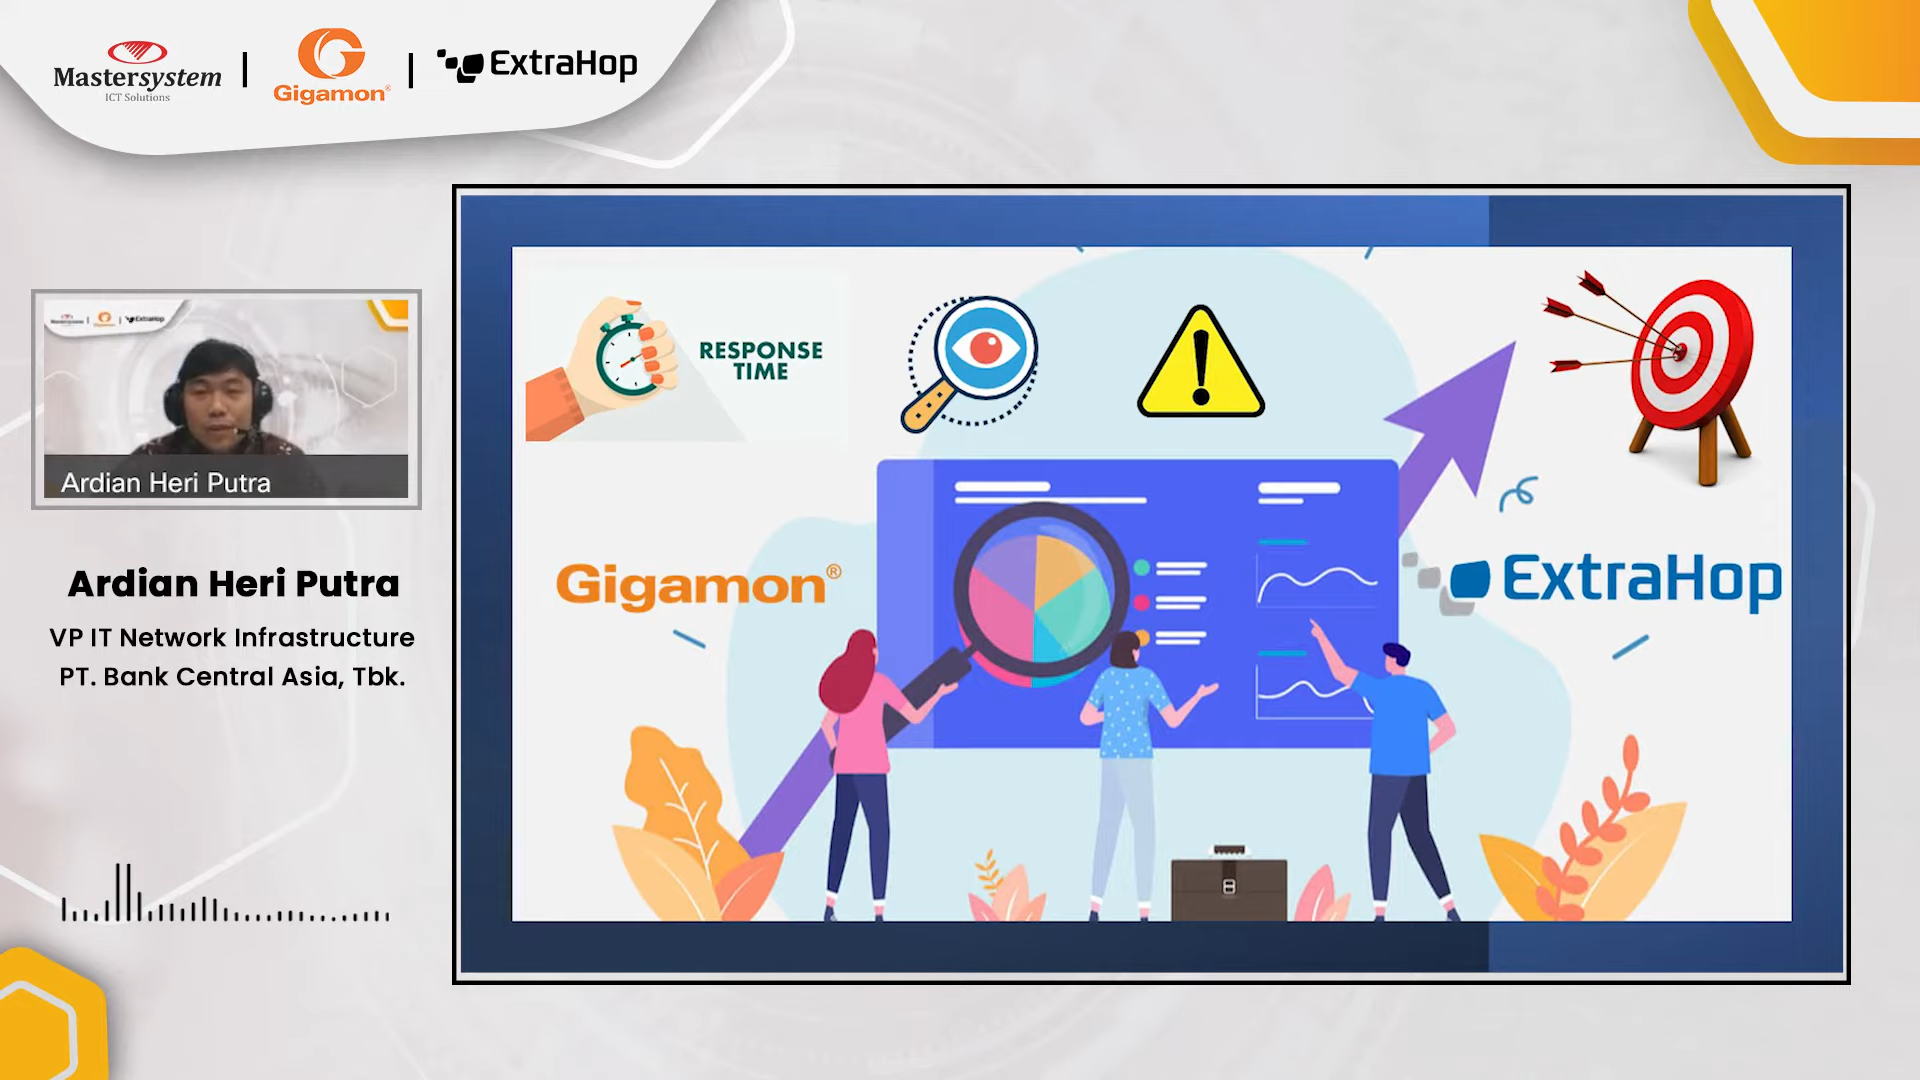 Mastersystem
ICT Solutions
Gigamon®
ExtraHop
RESPONSE
TIME
Gigamon®
ExtraHop
Ardian Heri Putra
Ardian Heri Putra
VP IT Network Infrastructure
PT. Bank Central Asia, Tbk.